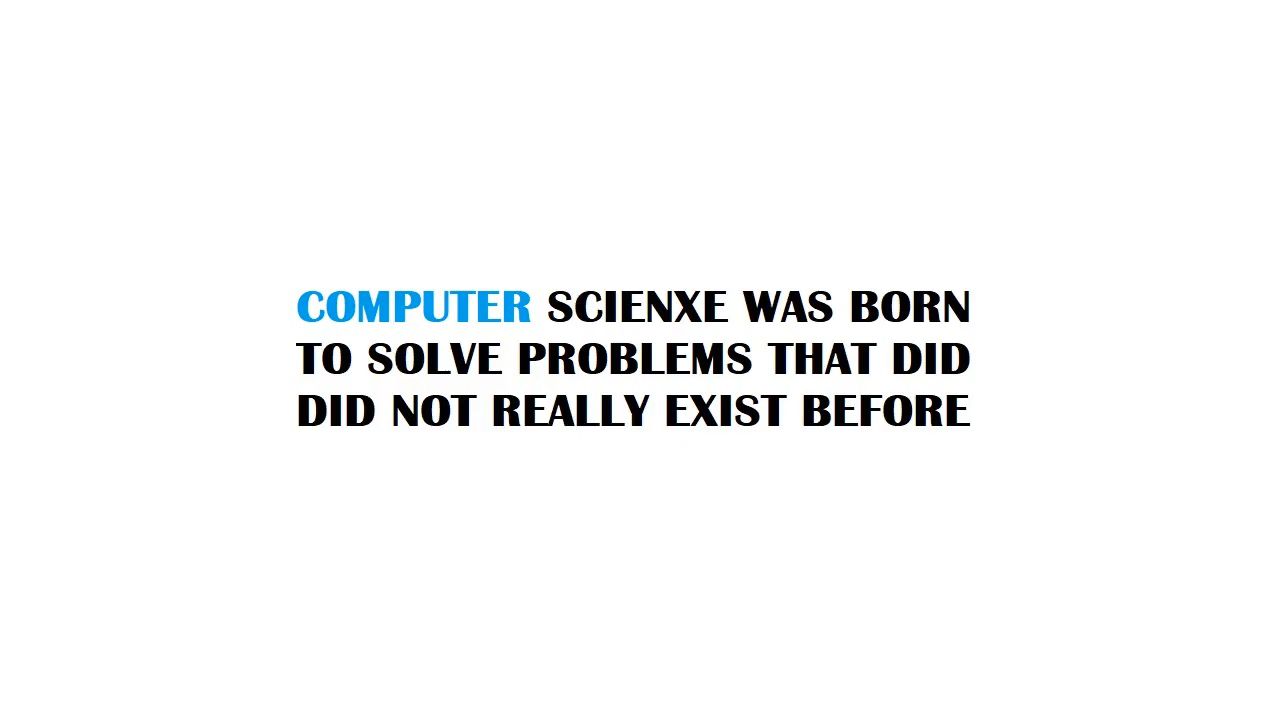 COMPUTER SCIENXE WAS BORN
TO SOLVE PROBLEMS THAT DID
DID NOT REALLY EXIST BEFORE